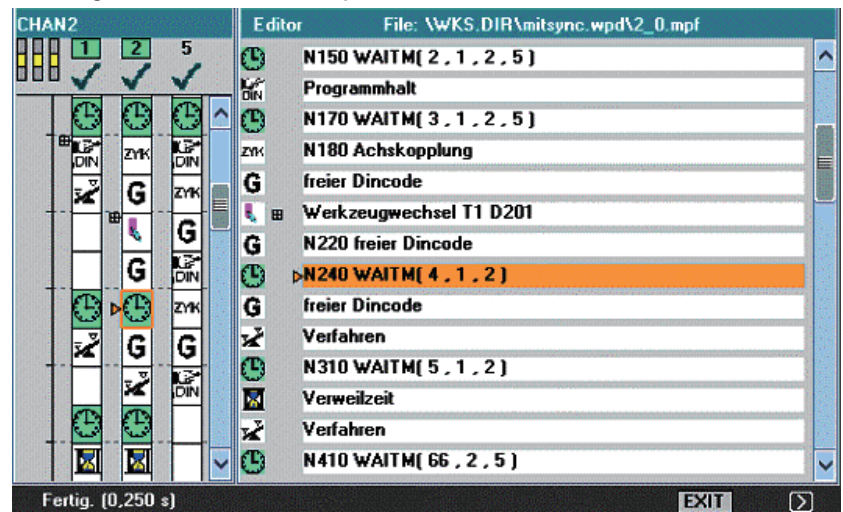 CHAN2
Editor File: \WKS.DIR\mitsync.wpd\2_0.mpf
1 2 5
N150 WAITM( 2 , 1 , 2 , 5 )
DIN Programmhalt
N170 WAITM( 3 , 1 , 2 , 5 )
DIN ZYK DIN
ZYK N180 Achskopplung
G ZYK
G freier Dincode
G
Werkzeugwechsel T1 D201
G DIN
G N220 freier Dincode
ZYK
N240 WAITM( 4 , 1 , 2 )
G G
G freier Dincode
DIN
Verfahren
N310 WAITM( 5 , 1 , 2 )
Verweilzeit
Verfahren
N410 WAITM( 66 , 2 , 5 )
Fertig. (0,250 s) EXIT